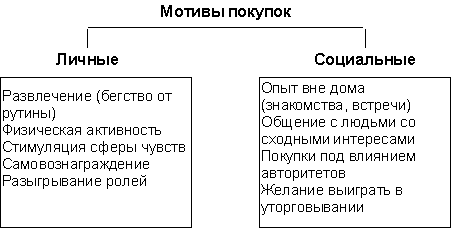 Мотивы покупок
Личные
Социальные
Развлечение (бегство от
рутины)
Физическая активность
Стимуляция сферы чувств
Самовознаграждение
Разыгрывание ролей
Опыт вне дома
(знакомства, встречи)
Общение с людьми со
сходными интересами
Покупки под влиянием
авторитетов
Желание выиграть в
уторговывании